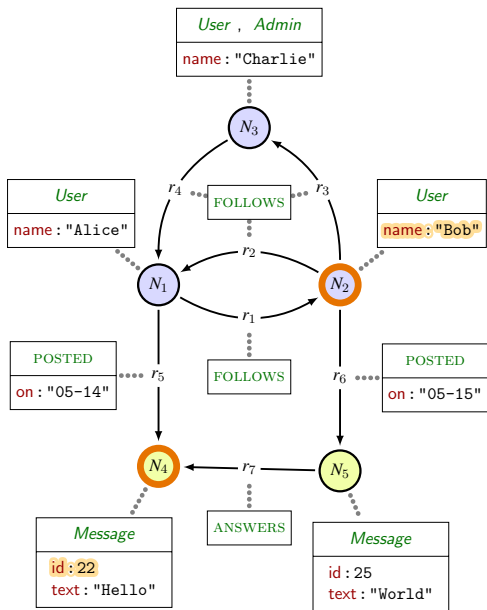 User , Admin
name : "Charlie"
N3
r4
FOLLOWS
r3
User
name : "Alice"
User
name : "Bob"
r2
N1
N2
r1
POSTED
on : "05-14"
r5
FOLLOWS
r6
POSTED
on : "05-15"
N4
r7
N5
ANSWERS
Message
id : 22
text : "Hello"
Message
id : 25
text : "World"